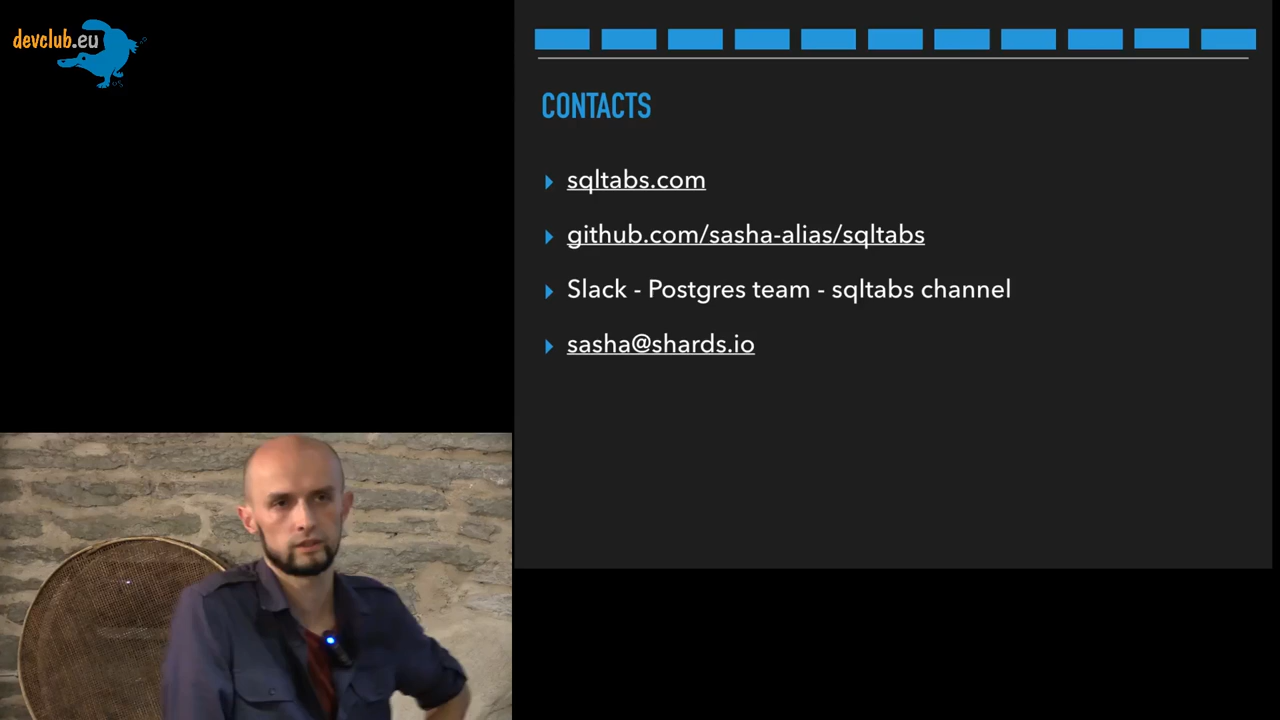 devclub.eu
CONTACTS
sqltabs.com
github.com/sasha-alias/sqltabs
Slack - Postgres team - sqltabs channel
sasha@shards.io